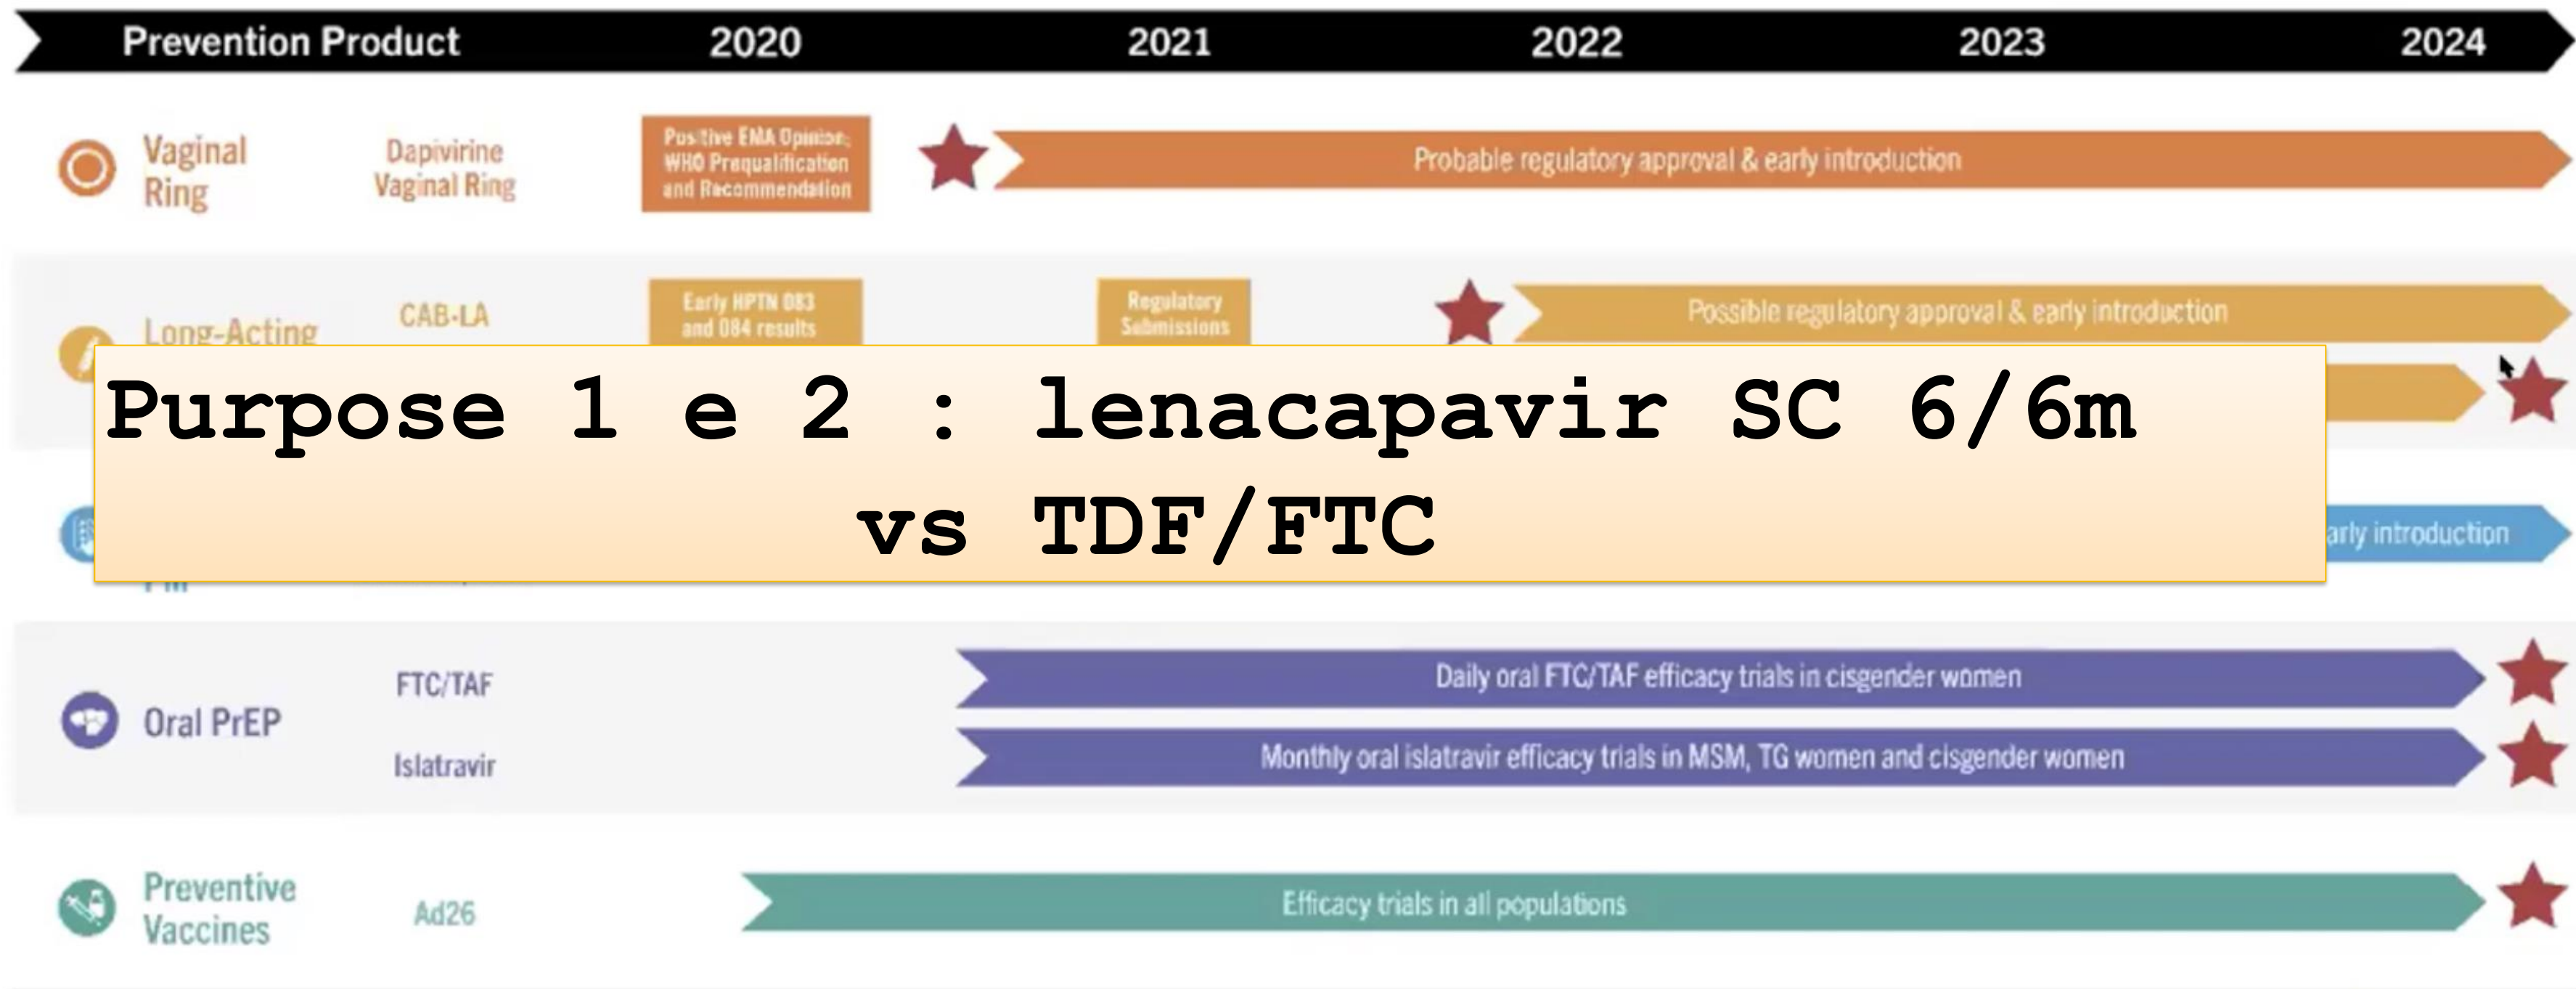 Prevention Product 2020 2021 2022 2023 2024
Vaginal
Ring
Dapivirine
Vaginal Ring
Positive EMA Opinion,
WHO Prequalification
and Recommendation
Probable regulatory approval & early introduction
Long-Acting
CAB-LA
Early HPTN 083
and 084 results
Regulatory
Submissions
Possible regulatory approval & early introduction
Purpose 1 e 2 : lenacapavir SC 6/6m
vs TDF/FTC
early introduction
Oral PrEP
FTC/TAF
Daily oral FTC/TAF efficacy trials in cisgender women
Islatravir
Monthly oral islatravir efficacy trials in MSM, TG women and cisgender women
Preventive
Vaccines
Ad26
Efficacy trials in all populations